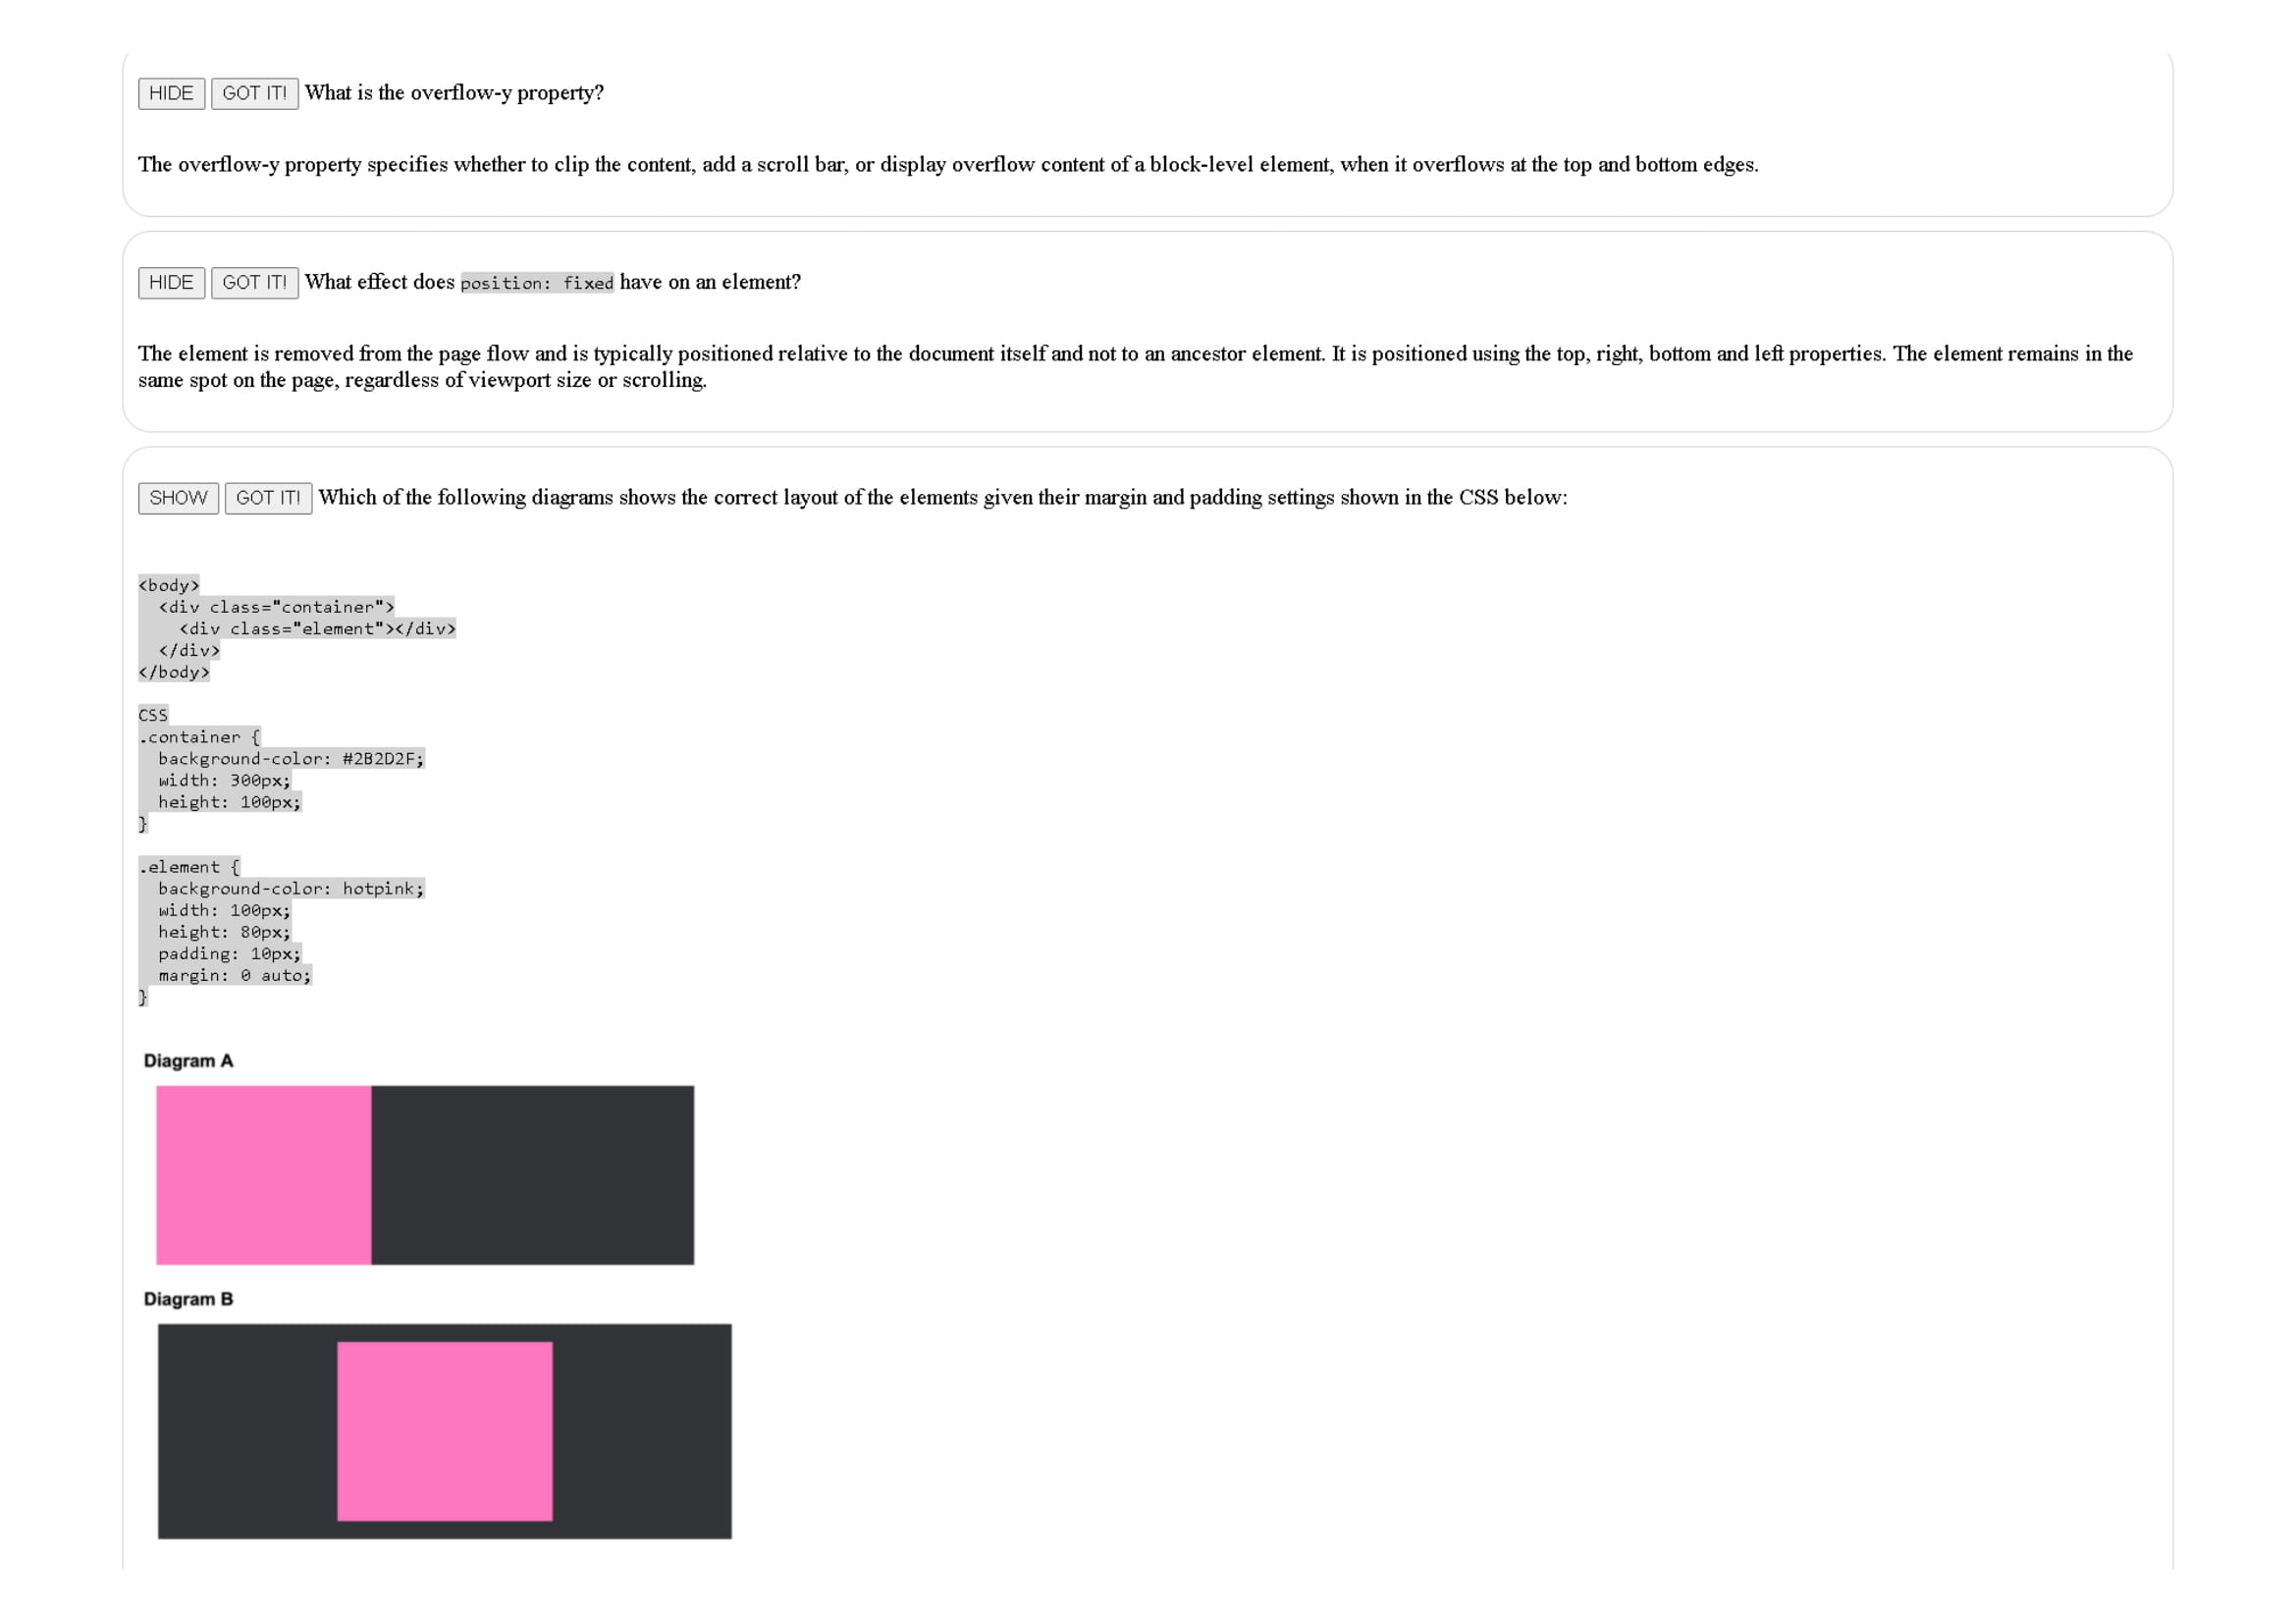 HIDE GOT IT! What is the overflow-y property?
The overflow-y property specifies whether to clip the content, add a scroll bar, or display overflow content of a block-level element, when it overflows at the top and bottom edges.
HIDE GOT IT! What effect does position: fixed have on an element?
The element is removed from the page flow and is typically positioned relative to the document itself and not to an ancestor element. It is positioned using the top, right, bottom and left properties. The element remains in the
same spot on the page, regardless of viewport size or scrolling.
SHOW GOT IT! Which of the following diagrams shows the correct layout of the elements given their margin and padding settings shown in the CSS below:
<body>
  <div class="container">
    <div class="element"></div>
  </div>
</body>
CSS
.container {
  background-color: #2B2D2F;
  width: 300px;
  height: 100px;
}
.element {
  background-color: hotpink;
  width: 100px;
  height: 80px;
  padding: 10px;
  margin: 0 auto;
}
Diagram A
Diagram B